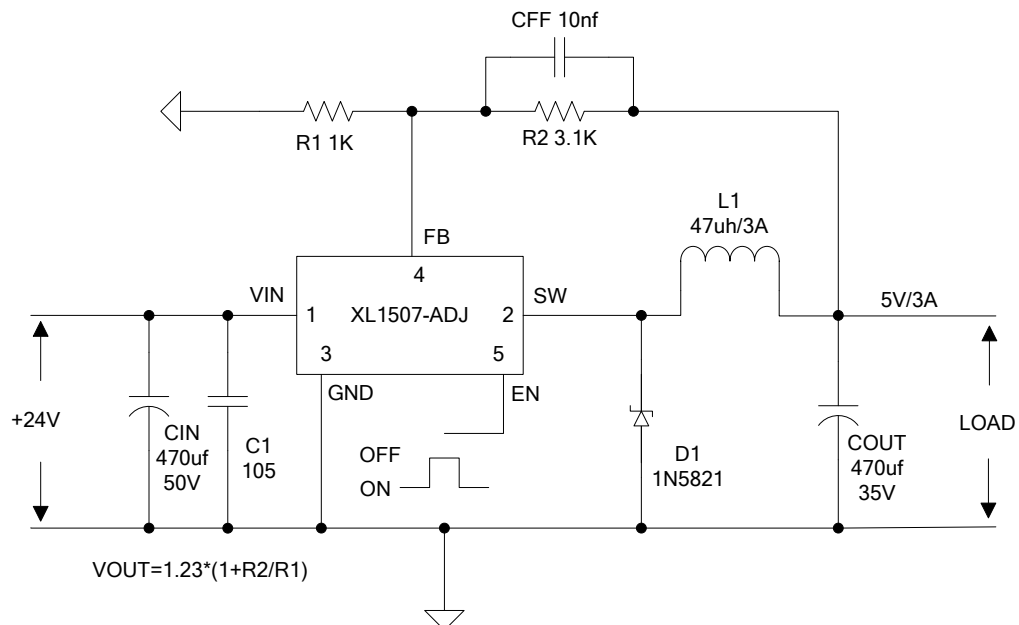 CFF 10nf
R1 1K
R2 3.1K
L1
47uh/3A
FB
4
VIN
SW
5V/3A
1
XL1507-ADJ
2
3
5
GND
EN
+24V
CIN
470uf
50V
C1
105
OFF
ON
D1
1N5821
COUT
470uf
35V
LOAD
VOUT=1.23*(1+R2/R1)